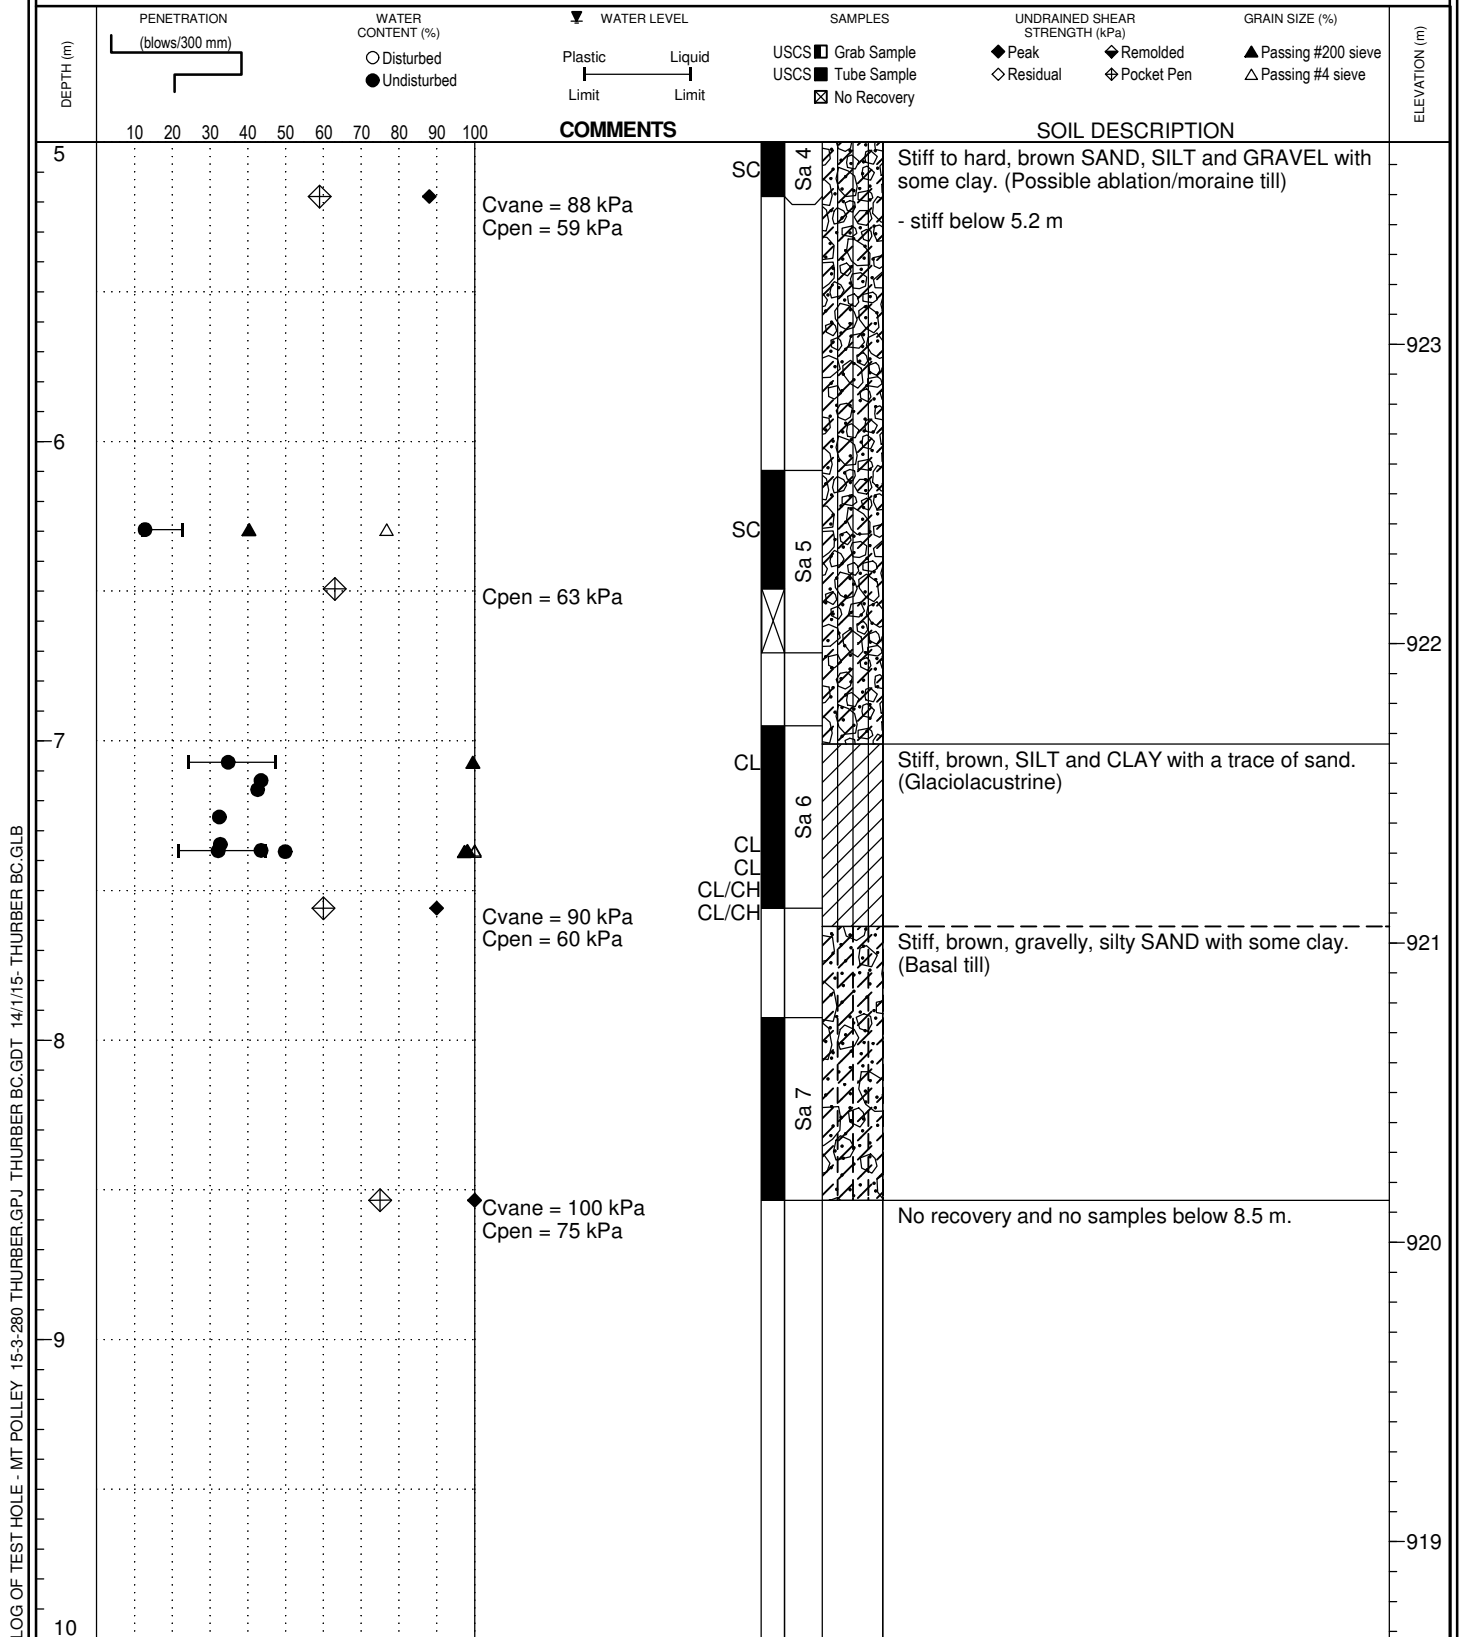 DEPTH (m)
PENETRATION
(blows/300 mm)
WATER
CONTENT (%)
Disturbed
Undisturbed
WATER LEVEL
Plastic Liquid
Limit Limit
SAMPLES
USCS Grab Sample
USCS Tube Sample
No Recovery
UNDRAINED SHEAR
STRENGTH (kPa)
Peak Remolded
Residual Pocket Pen
GRAIN SIZE (%)
Passing #200 sieve
Passing #4 sieve
ELEVATION (m)
10 20 30 40 50 60 70 80 90 100
COMMENTS
SOIL DESCRIPTION
5
SC
Sa 4
Stiff to hard, brown SAND, SILT and GRAVEL with
some clay. (Possible ablation/moraine till)
Cvane = 88 kPa
Cpen = 59 kPa
- stiff below 5.2 m
923
6
SC
Sa 5
Cpen = 63 kPa
922
7
CL
Stiff, brown, SILT and CLAY with a trace of sand.
(Glaciolacustrine)
Sa 6
CL
CL
CL/CH
CL/CH
Cvane = 90 kPa
Cpen = 60 kPa
921
Stiff, brown, gravelly, silty SAND with some clay.
(Basal till)
8
Sa 7
Cvane = 100 kPa
Cpen = 75 kPa
No recovery and no samples below 8.5 m.
920
9
919
10
LOG OF TEST HOLE - MT POLLEY 15-3-280 THURBER.GPJ THURBER BC.GDT 14/1/15- THURBER BC.GLB